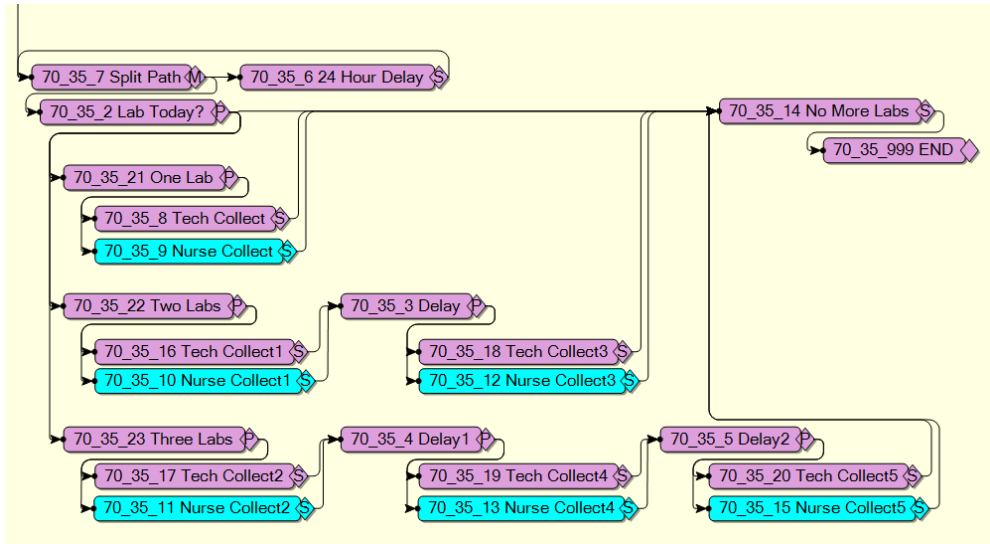 70_35_7 Split Path M
70_35_6 24 Hour Delay S
70_35_2 Lab Today? P
70_35_14 No More Labs S
70_35_999 END
70_35_21 One Lab P
70_35_8 Tech Collect S
70_35_9 Nurse Collect S
70_35_22 Two Labs P
70_35_3 Delay P
70_35_16 Tech Collect1 S
70_35_18 Tech Collect3 S
70_35_10 Nurse Collect1 S
70_35_12 Nurse Collect3 S
70_35_23 Three Labs P
70_35_4 Delay1 P
70_35_5 Delay2 P
70_35_17 Tech Collect2 S
70_35_19 Tech Collect4 S
70_35_20 Tech Collect5 S
70_35_11 Nurse Collect2 S
70_35_13 Nurse Collect4 S
70_35_15 Nurse Collect5 S